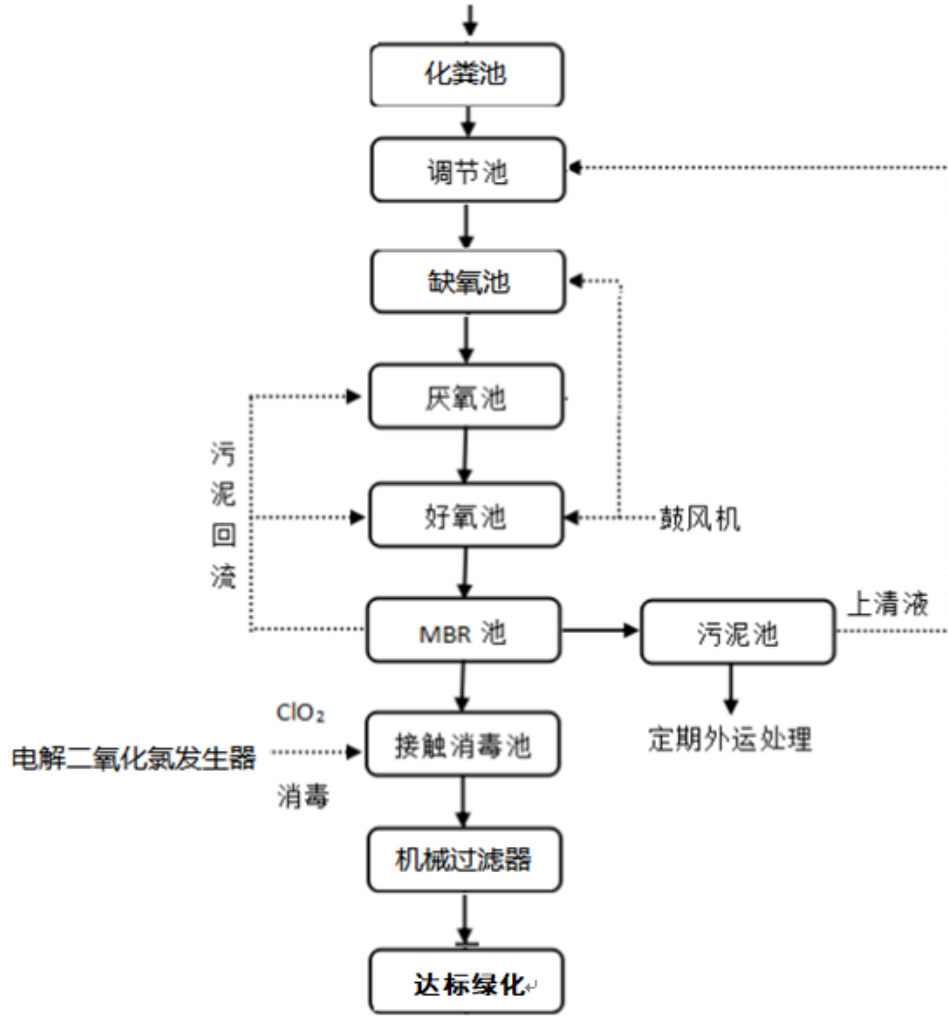 化粪池
调节池
缺氧池
厌氧池
污泥回流
好氧池
鼓风机
MBR 池
污泥池
上清液
定期外运处理
ClO₂
电解二氧化氯发生器
消毒
接触消毒池
机械过滤器
达标绿化